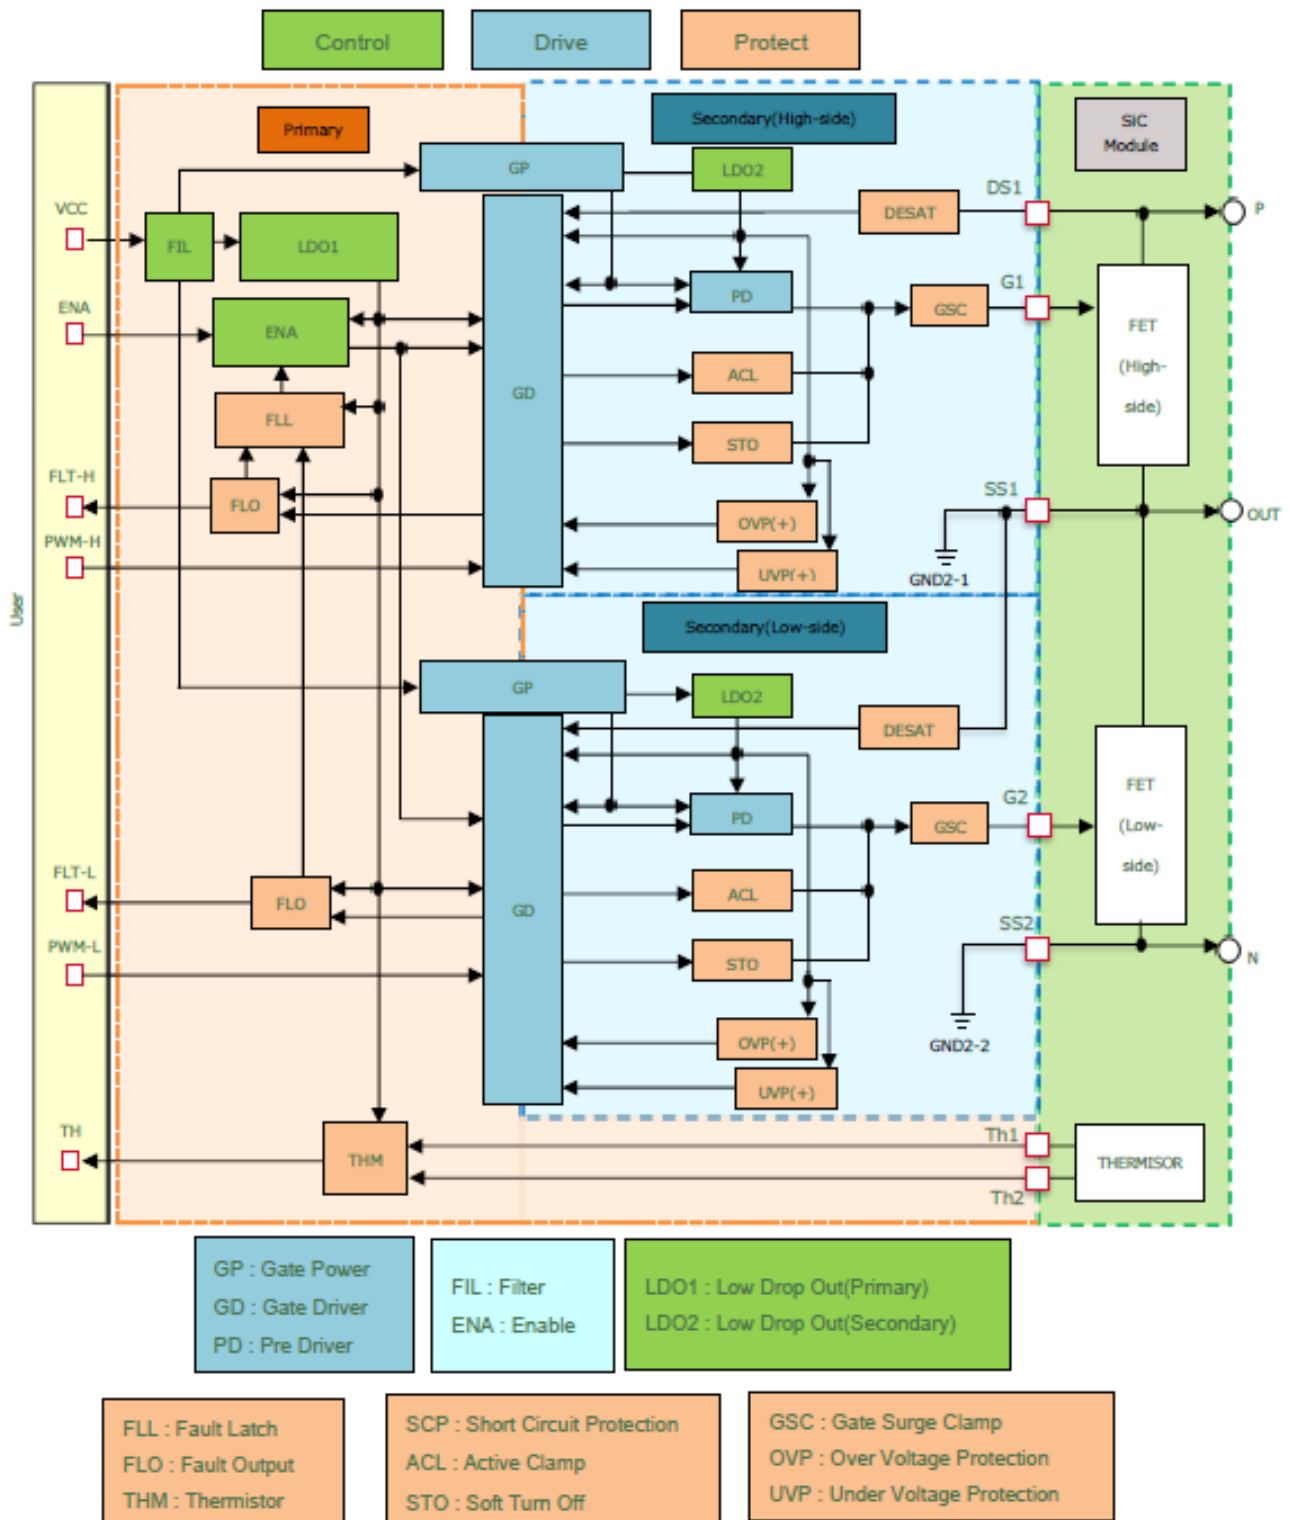 Control
Drive
Protect
Primary
Secondary(High-side)
SiC
Module
GP
LDO2
DS1
P
VCC
DESAT
FIL
LDO1
PD
G1
GSC
ENA
ENA
FET
(High-
side)
ACL
GD
FLL
STO
FLT-H
FLO
SS1
OUT
OVP(+)
PWM-H
UVP(+)
GND2-1
User
Secondary(Low-side)
GP
LDO2
DESAT
FET
(Low-
side)
G2
PD
GSC
FLT-L
FLO
ACL
GD
SS2
PWM-L
STO
N
OVP(+)
GND2-2
UVP(+)
TH
THM
Th1
THERMISOR
Th2
GP : Gate Power
GD : Gate Driver
PD : Pre Driver
FIL : Filter
ENA : Enable
LDO1 : Low Drop Out(Primary)
LDO2 : Low Drop Out(Secondary)
FLL : Fault Latch
FLO : Fault Output
THM : Thermistor
SCP : Short Circuit Protection
ACL : Active Clamp
STO : Soft Turn Off
GSC : Gate Surge Clamp
OVP : Over Voltage Protection
UVP : Under Voltage Protection